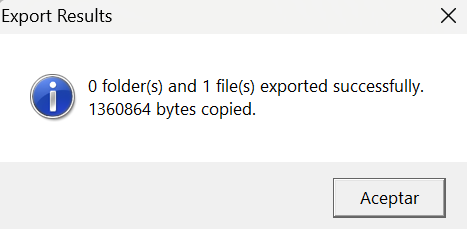 Export Results
0 folder(s) and 1 file(s) exported successfully.
1360864 bytes copied.
Aceptar